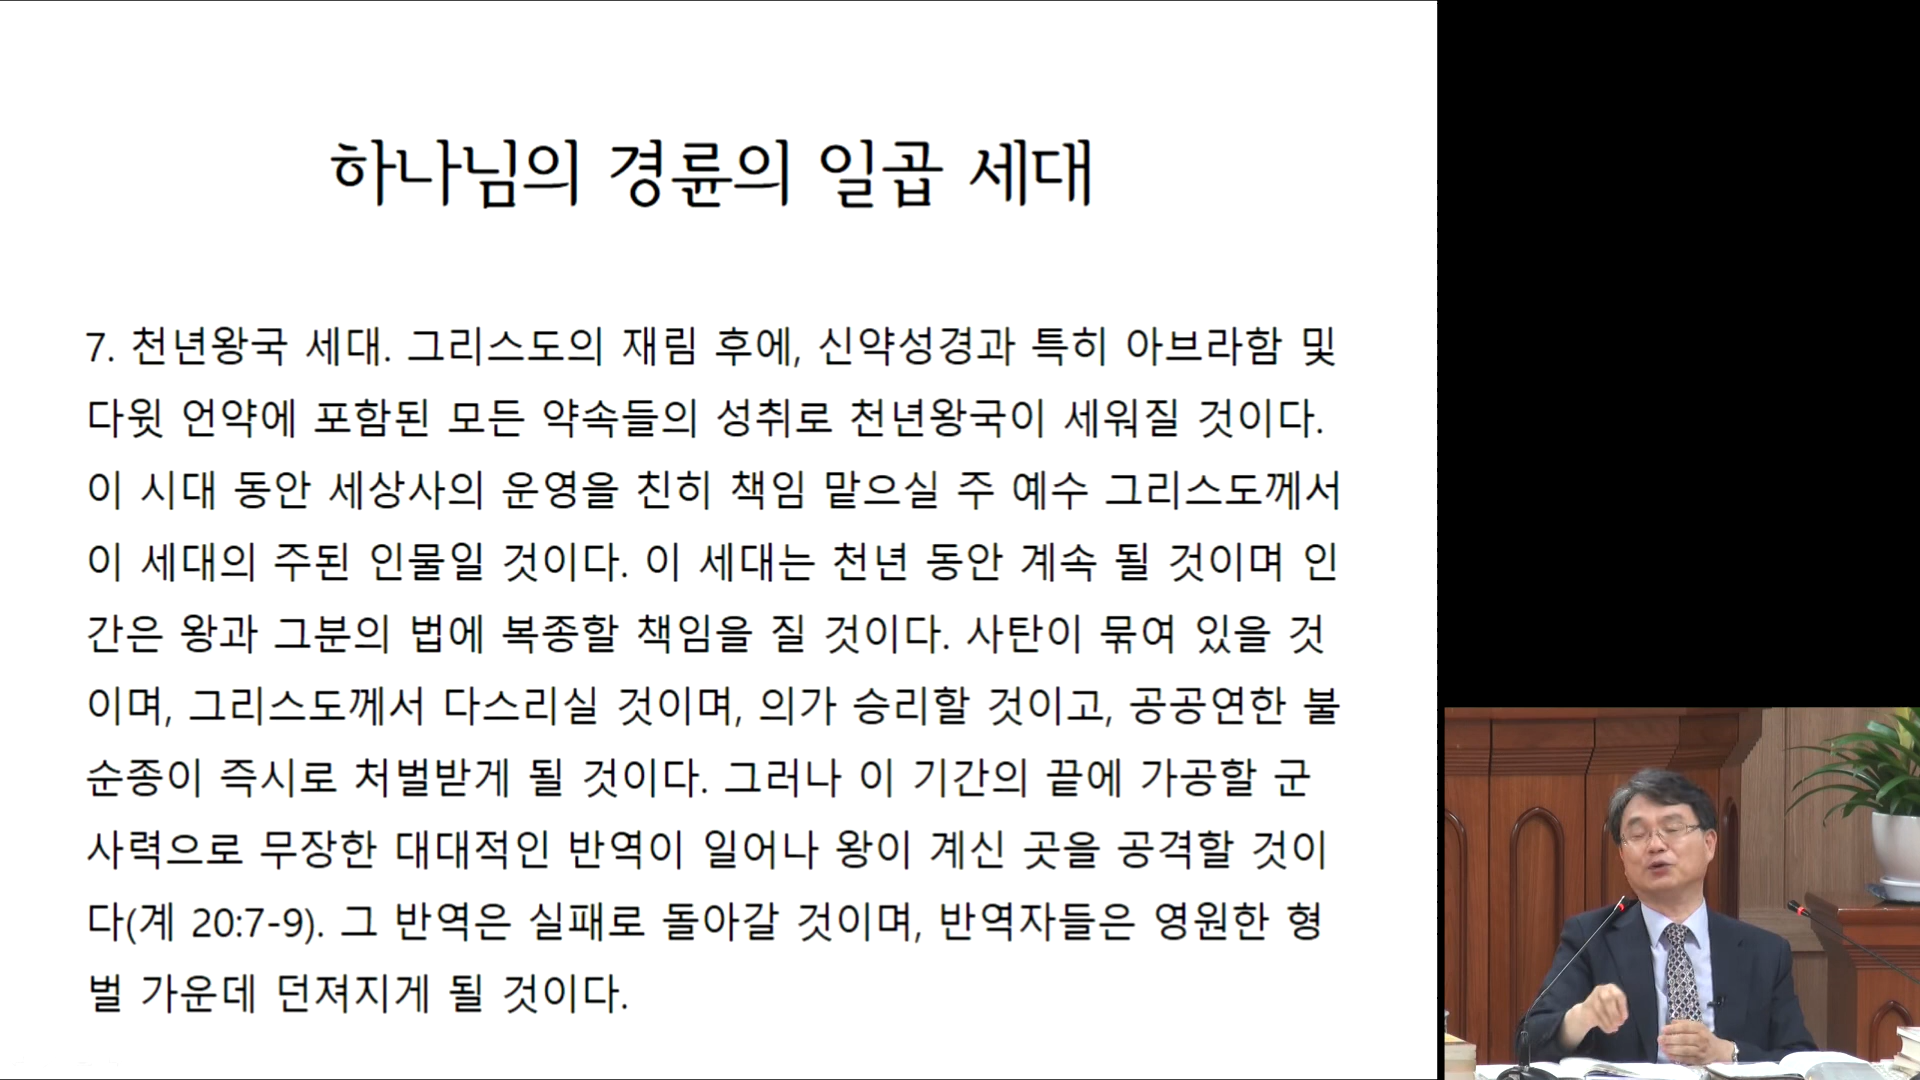 하나님의 경륜의 일곱 세대
7. 천년왕국 세대. 그리스도의 재림 후에, 신약성경과 특히 아브라함 및
다윗 언약에 포함된 모든 약속들의 성취로 천년왕국이 세워질 것이다.
이 시대 동안 세상사의 운영을 친히 책임 맡으실 주 예수 그리스도께서
이 세대의 주된 인물일 것이다. 이 세대는 천년 동안 계속 될 것이며 인
간은 왕과 그분의 법에 복종할 책임을 질 것이다. 사탄이 묶여 있을 것
이며, 그리스도께서 다스리실 것이며, 의가 승리할 것이고, 공공연한 불
순종이 즉시로 처벌받게 될 것이다. 그러나 이 기간의 끝에 가공할 군
사력으로 무장한 대대적인 반역이 일어나 왕이 계신 곳을 공격할 것이
다(계 20:7-9). 그 반역은 실패로 돌아갈 것이며, 반역자들은 영원한 형
벌 가운데 던져지게 될 것이다.